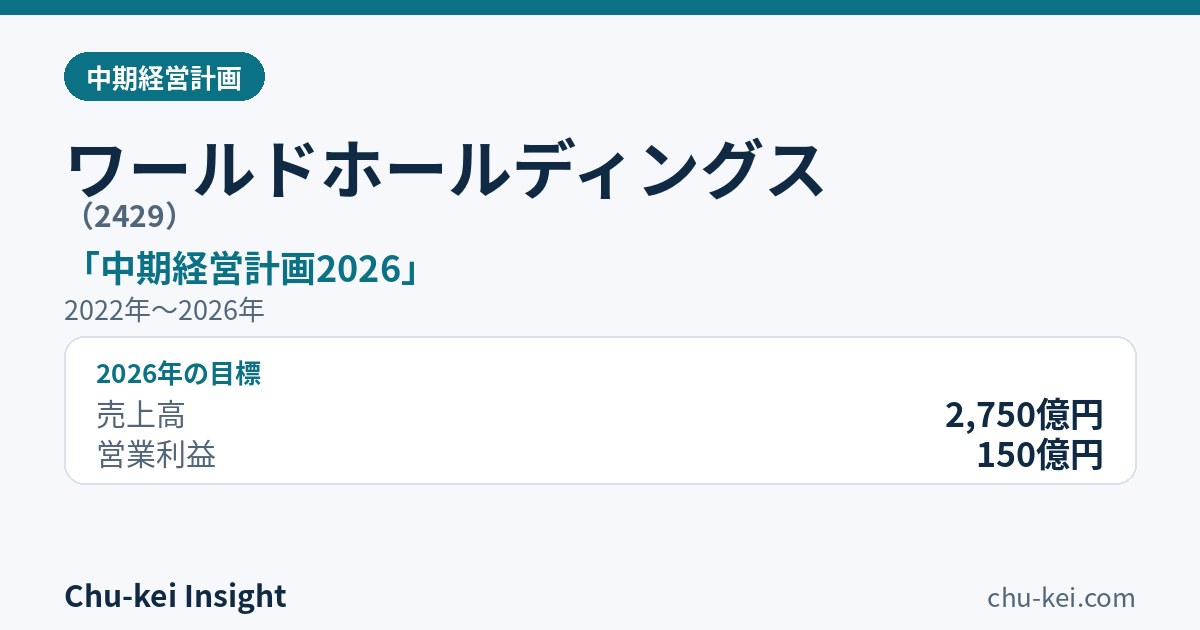 中期経営計画
ワールドホールディングス
（2429）
「中期経営計画2026」
2022年〜2026年
2026年の目標
売上高 2,750億円
営業利益 150億円
Chu-kei Insight chu-kei.com